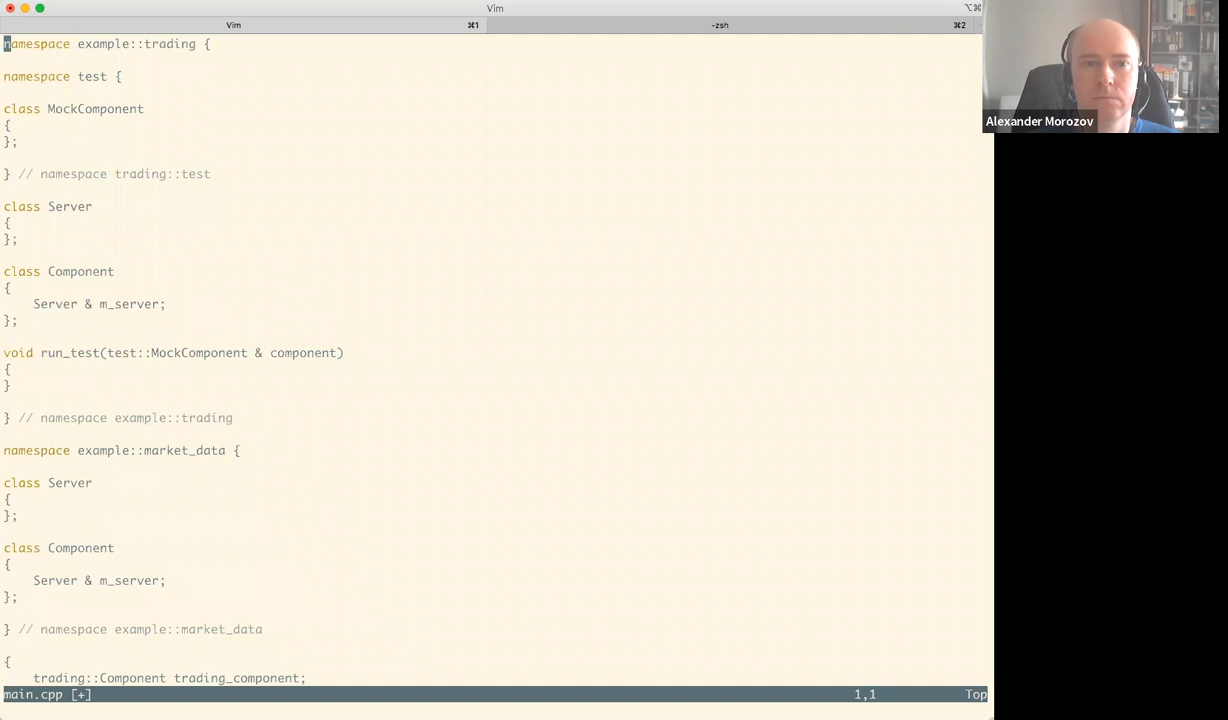 Vim
⌥⌘
Vim ⌘1 -zsh ⌘2
namespace example::trading {
namespace test {
class MockComponent
{
};
} // namespace trading::test
class Server
{
};
class Component
{
    Server & m_server;
};
void run_test(test::MockComponent & component)
{
}
} // namespace example::trading
namespace example::market_data {
class Server
{
};
class Component
{
    Server & m_server;
};
} // namespace example::market_data
{
    trading::Component trading_component;
main.cpp [+] 1,1 Top
Alexander Morozov